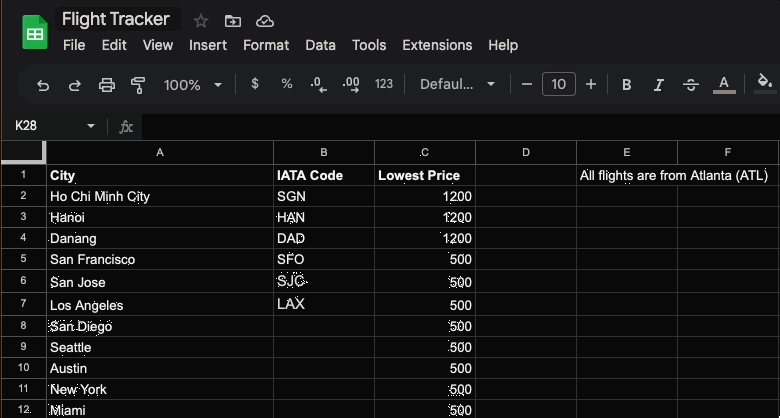 Flight Tracker
File Edit View Insert Format Data Tools Extensions Help
100% $ % .0 .00 123 Defaul... − 10 + B I S A
K28 fx
A B C D E F
1 City IATA Code Lowest Price All flights are from Atlanta (ATL)
2 Ho Chi Minh City SGN 1200
3 Hanoi HAN 1200
4 Danang DAD 1200
5 San Francisco SFO 500
6 San Jose SJC 500
7 Los Angeles LAX 500
8 San Diego 500
9 Seattle 500
10 Austin 500
11 New York 500
12 Miami 500